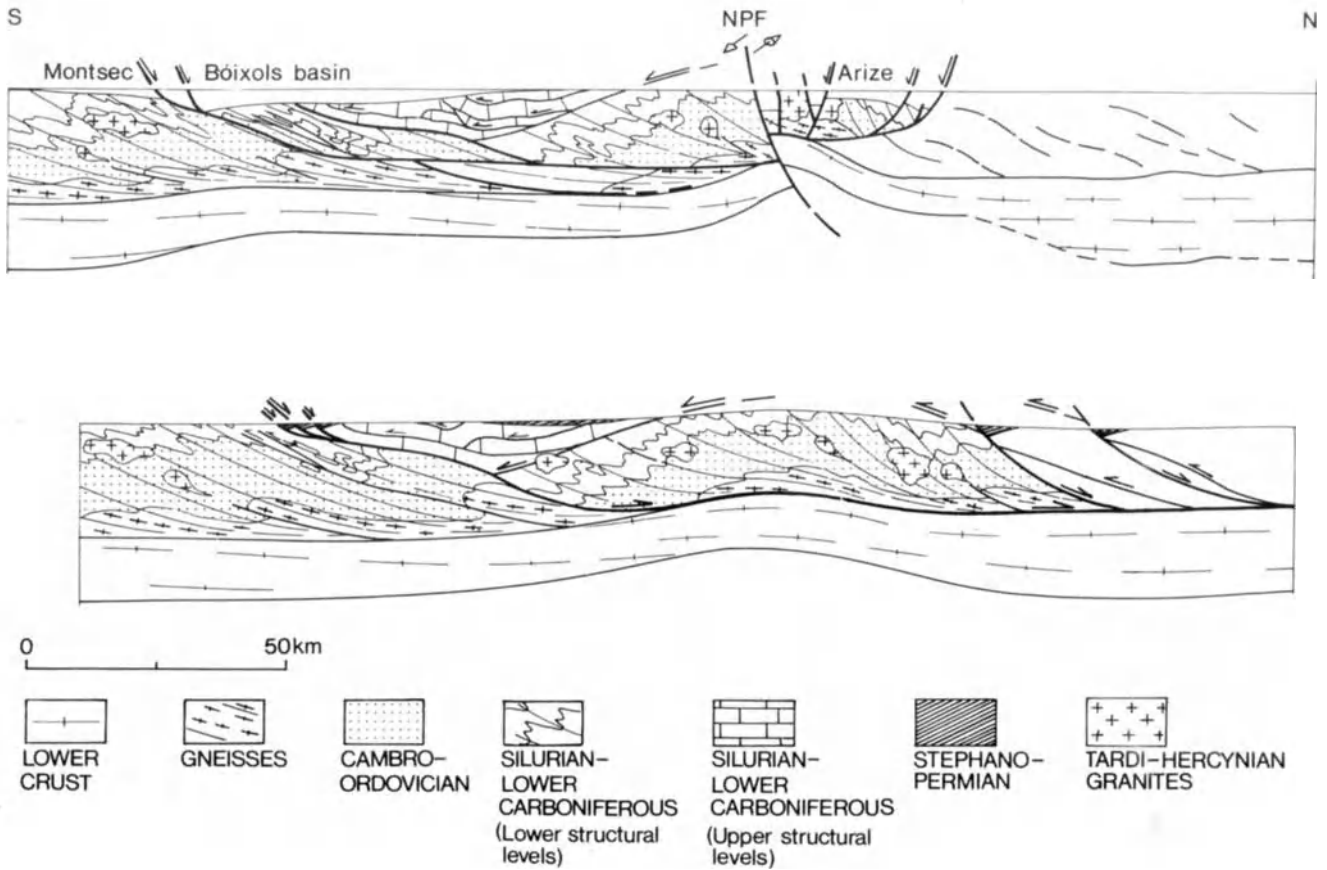 S
NPF
N
Montsec
Bóixols basin
Arize
0
50km
LOWER
CRUST
GNEISSES
CAMBRO-
ORDOVICIAN
SILURIAN-
LOWER
CARBONIFEROUS
(Lower structural
levels)
SILURIAN-
LOWER
CARBONIFEROUS
(Upper structural
levels)
STEPHANO-
PERMIAN
TARDI-HERCYNIAN
GRANITES